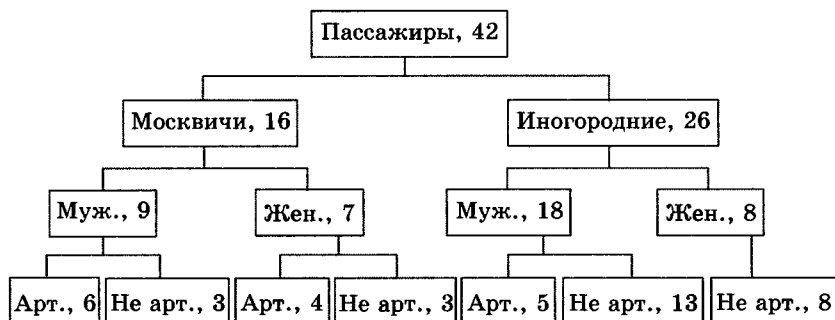 Пассажиры, 42
Москвичи, 16
Иногородние, 26
Муж., 9
Жен., 7
Муж., 18
Жен., 8
Арт., 6
Не арт., 3
Арт., 4
Не арт., 3
Арт., 5
Не арт., 13
Не арт., 8